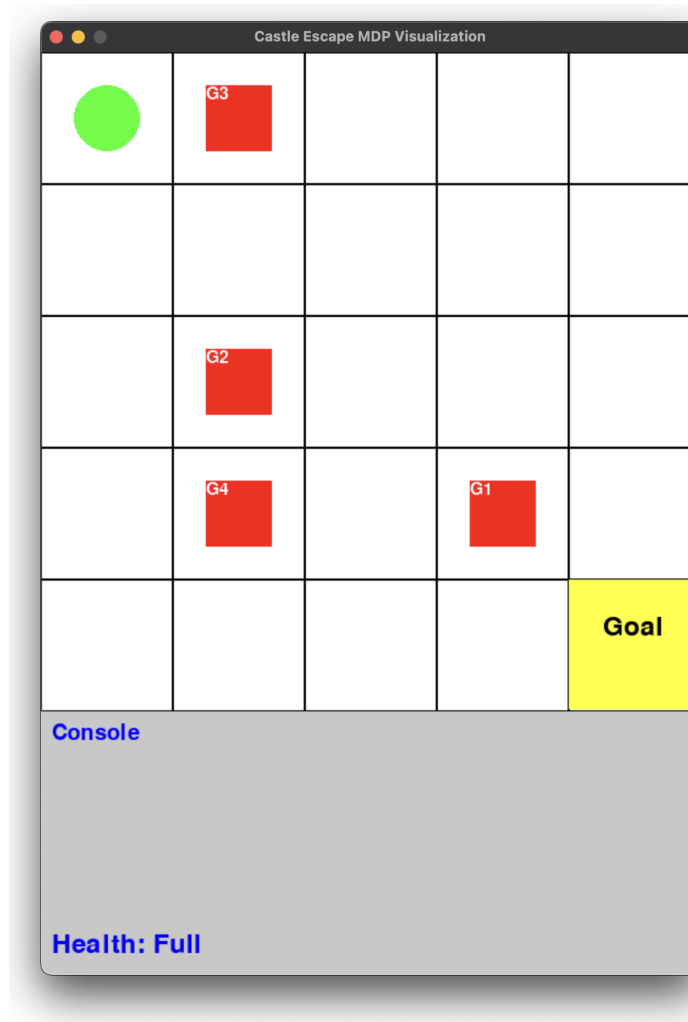 Castle Escape MDP Visualization
G3
G2
G4
G1
Goal
Console
Health: Full